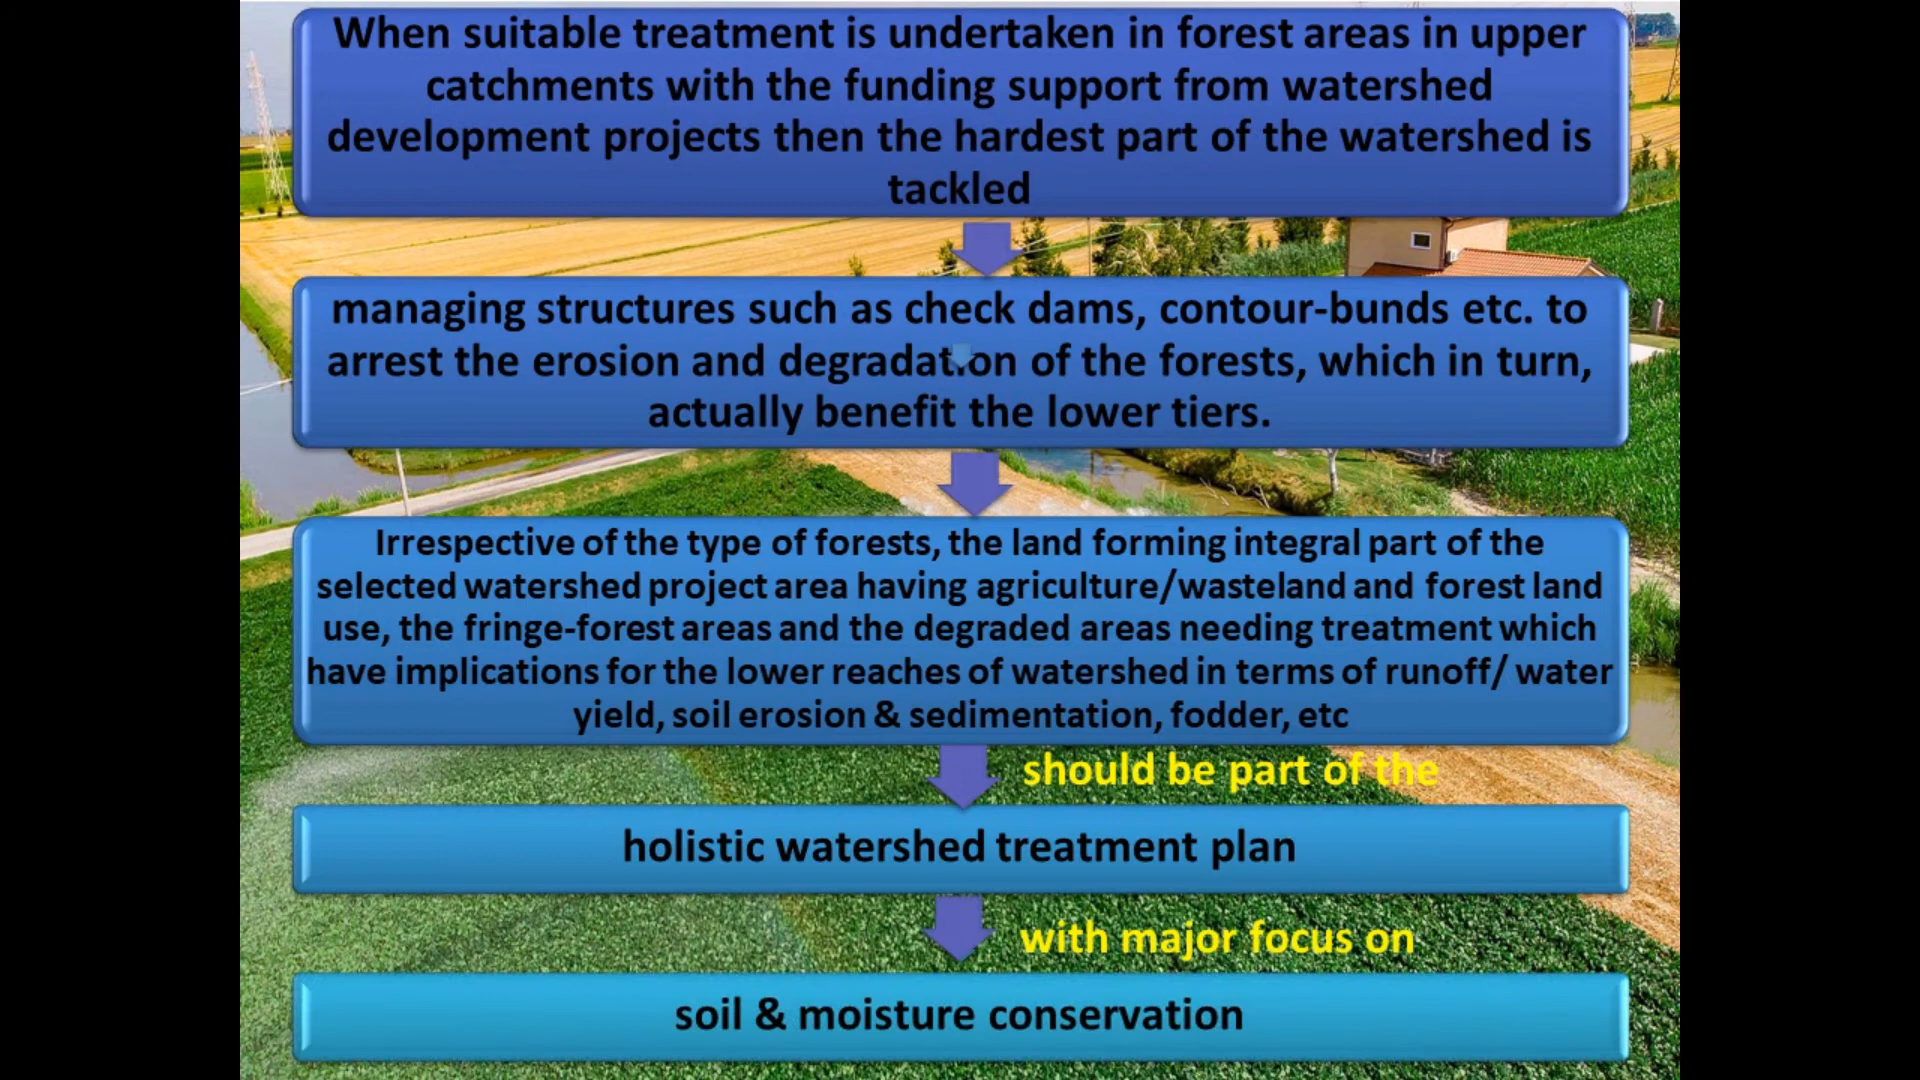 When suitable treatment is undertaken in forest areas in upper
catchments with the funding support from watershed
development projects then the hardest part of the watershed is
tackled
managing structures such as check dams, contour-bunds etc. to
arrest the erosion and degradation of the forests, which in turn,
actually benefit the lower tiers.
Irrespective of the type of forests, the land forming integral part of the
selected watershed project area having agriculture/wasteland and forest land
use, the fringe-forest areas and the degraded areas needing treatment which
have implications for the lower reaches of watershed in terms of runoff/ water
yield, soil erosion & sedimentation, fodder, etc
should be part of the
holistic watershed treatment plan
with major focus on
soil & moisture conservation